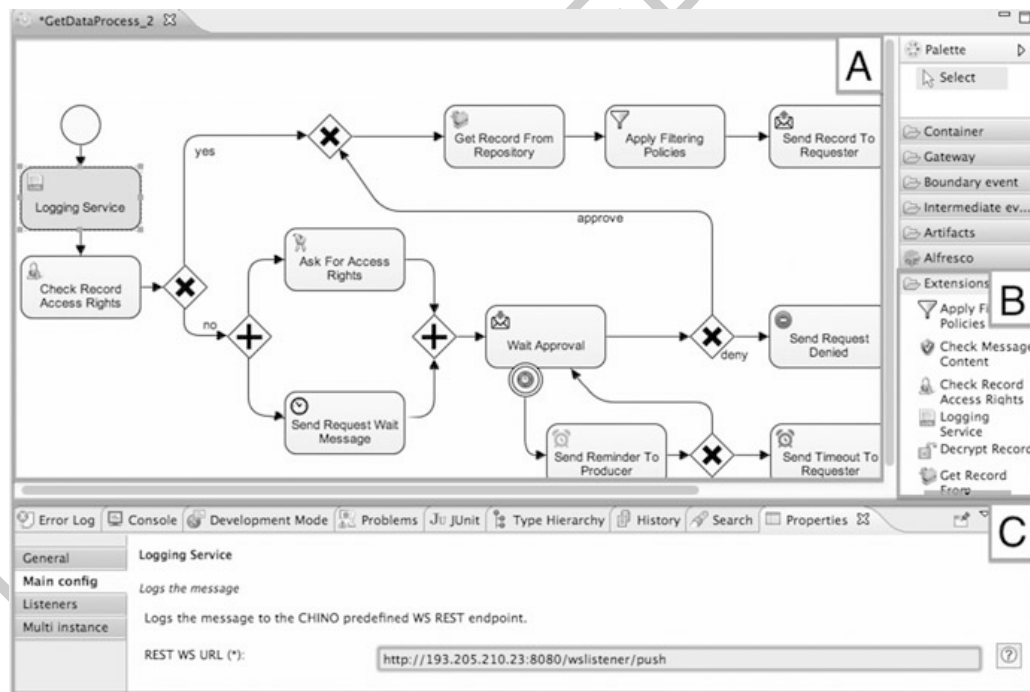 *GetDataProcess_2
A
Palette
Select
Container
Gateway
Boundary event
Intermediate ev...
Artifacts
Alfresco
Extensions
B
Apply Fi
Policies
Check Message
Content
Check Record
Access Rights
Logging
Service
Decrypt Record
Get Record
From
Logging Service
Check Record
Access Rights
yes
no
Get Record From
Repository
Apply Filtering
Policies
Send Record To
Requester
approve
Ask For Access
Rights
Wait Approval
deny
Send Request
Denied
Send Request Wait
Message
Send Reminder To
Producer
Send Timeout To
Requester
Error Log
Console
Development Mode
Problems
JUnit
Type Hierarchy
History
Search
Properties
C
General
Main config
Listeners
Multi instance
Logging Service
Logs the message
Logs the message to the CHINO predefined WS REST endpoint.
REST WS URL (*):
http://193.205.210.23:8080/wslistener/push